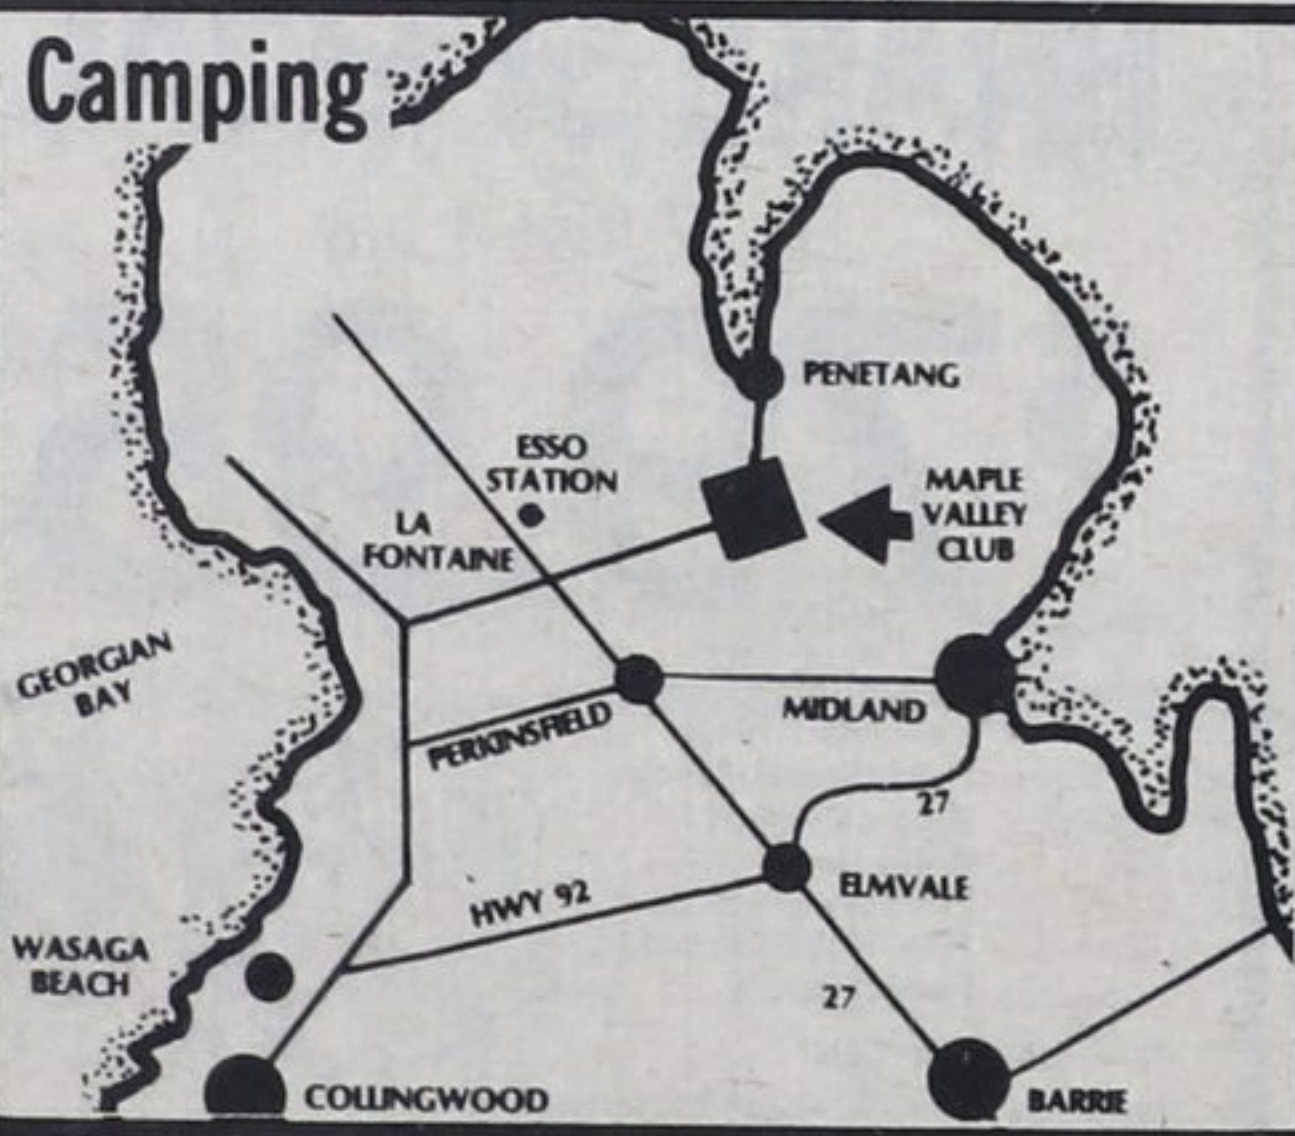 Camping
PENETANG
ESSO
STATION
MAPLE
VALLEY
CLUB
LA
FONTAINE
GEORGIAN
BAY
PERKINSFIELD
MIDLAND
27
ELMVALE
HWY 92
WASAGA
BEACH
27
COLLINGWOOD
BARRIE